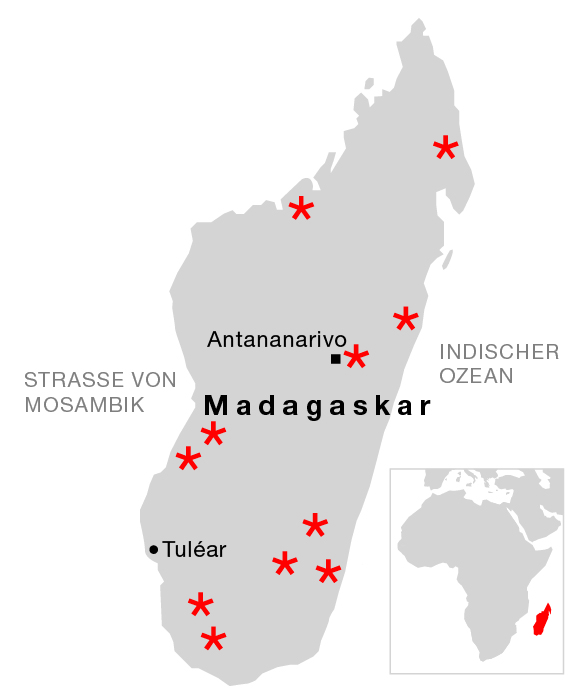 Antananarivo
INDISCHER
OZEAN
STRASSE VON
MOSAMBIK
Madagaskar
Tuléar